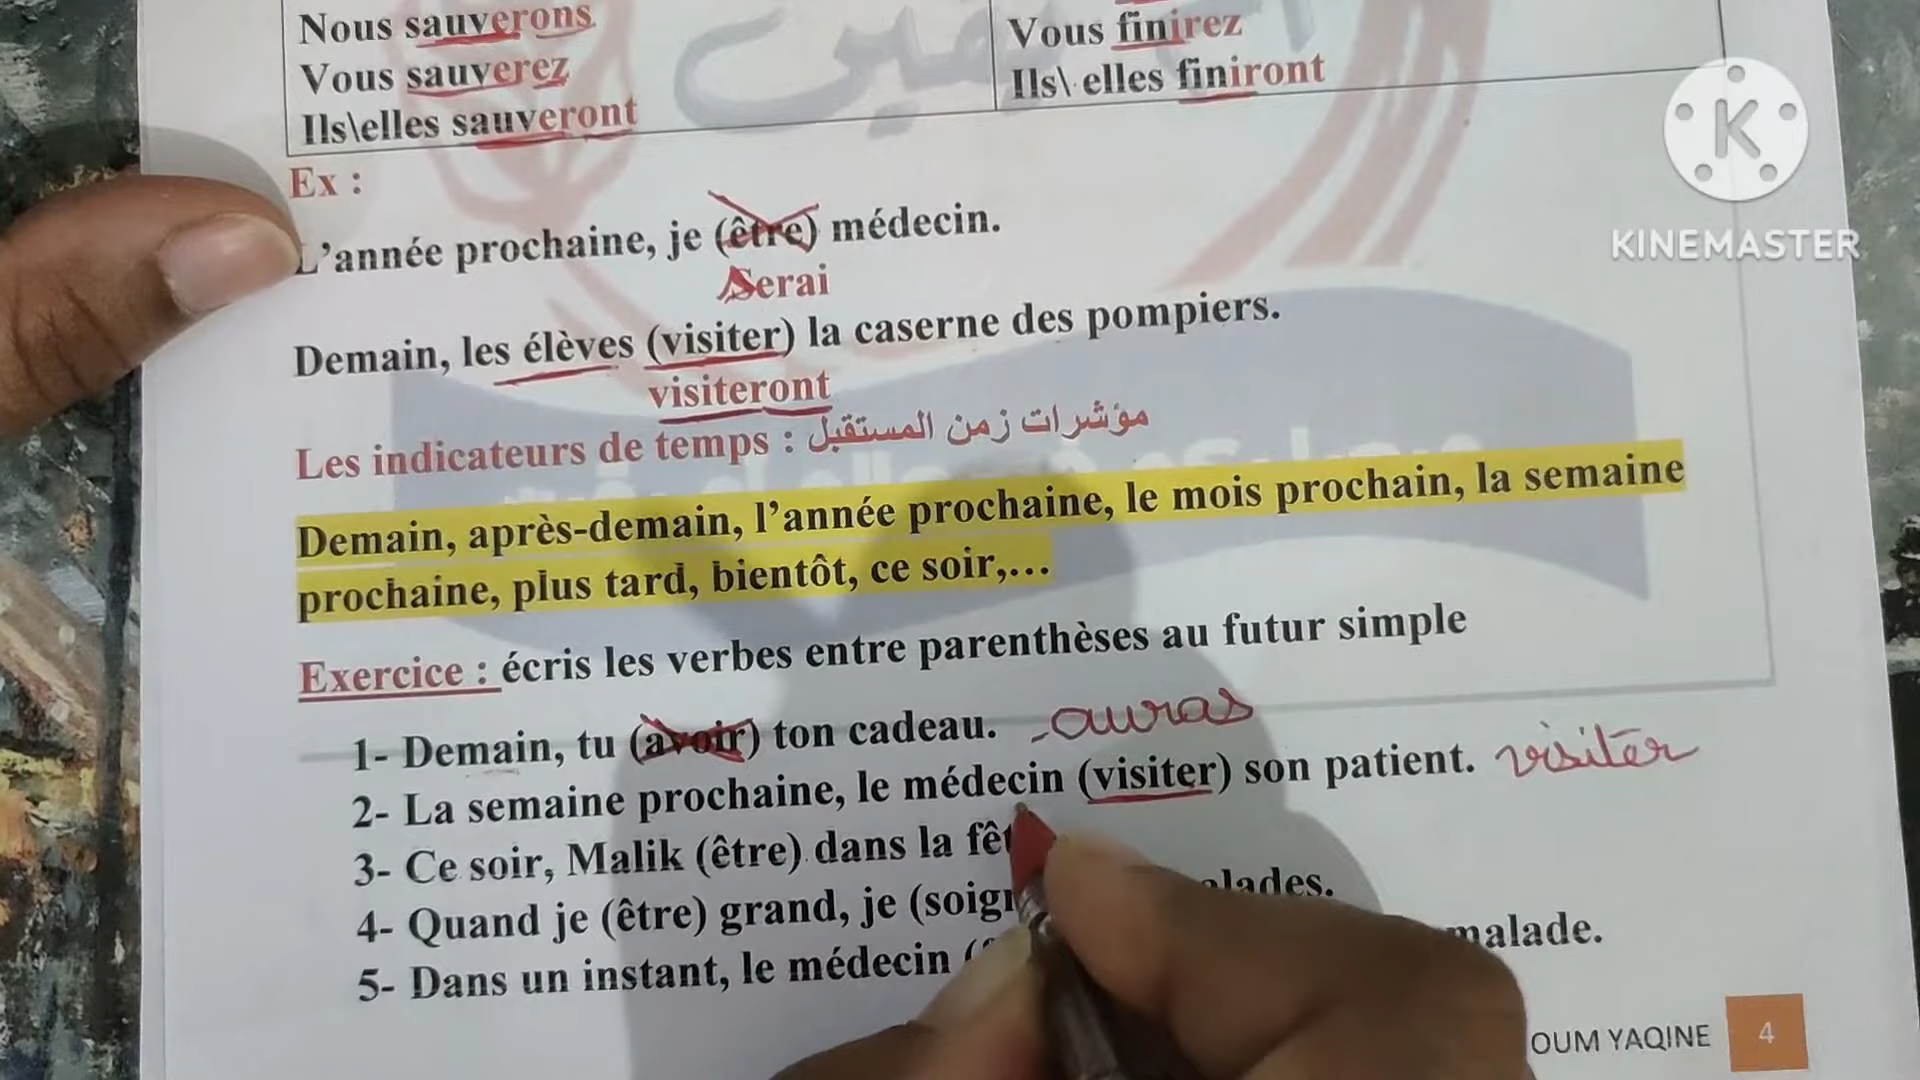 Nous sauverons
Vous sauverez
Ils\elles sauveront
Vous finirez
Ils\ elles finiront
Ex :
L’année prochaine, je (être) médecin.
Serai
Demain, les élèves (visiter) la caserne des pompiers.
visiteront
Les indicateurs de temps : مؤشرات زمن المستقبل
Demain, après-demain, l’année prochaine, le mois prochain, la semaine
prochaine, plus tard, bientôt, ce soir,…
Exercice : écris les verbes entre parenthèses au futur simple
1- Demain, tu (avoir) ton cadeau. auras
2- La semaine prochaine, le médecin (visiter) son patient. visiter
3- Ce soir, Malik (être) dans la
4- Quand je (être) grand, je
5- Dans un instant, le médecin malade.
OUM YAQINE 4
K
KINEMASTER